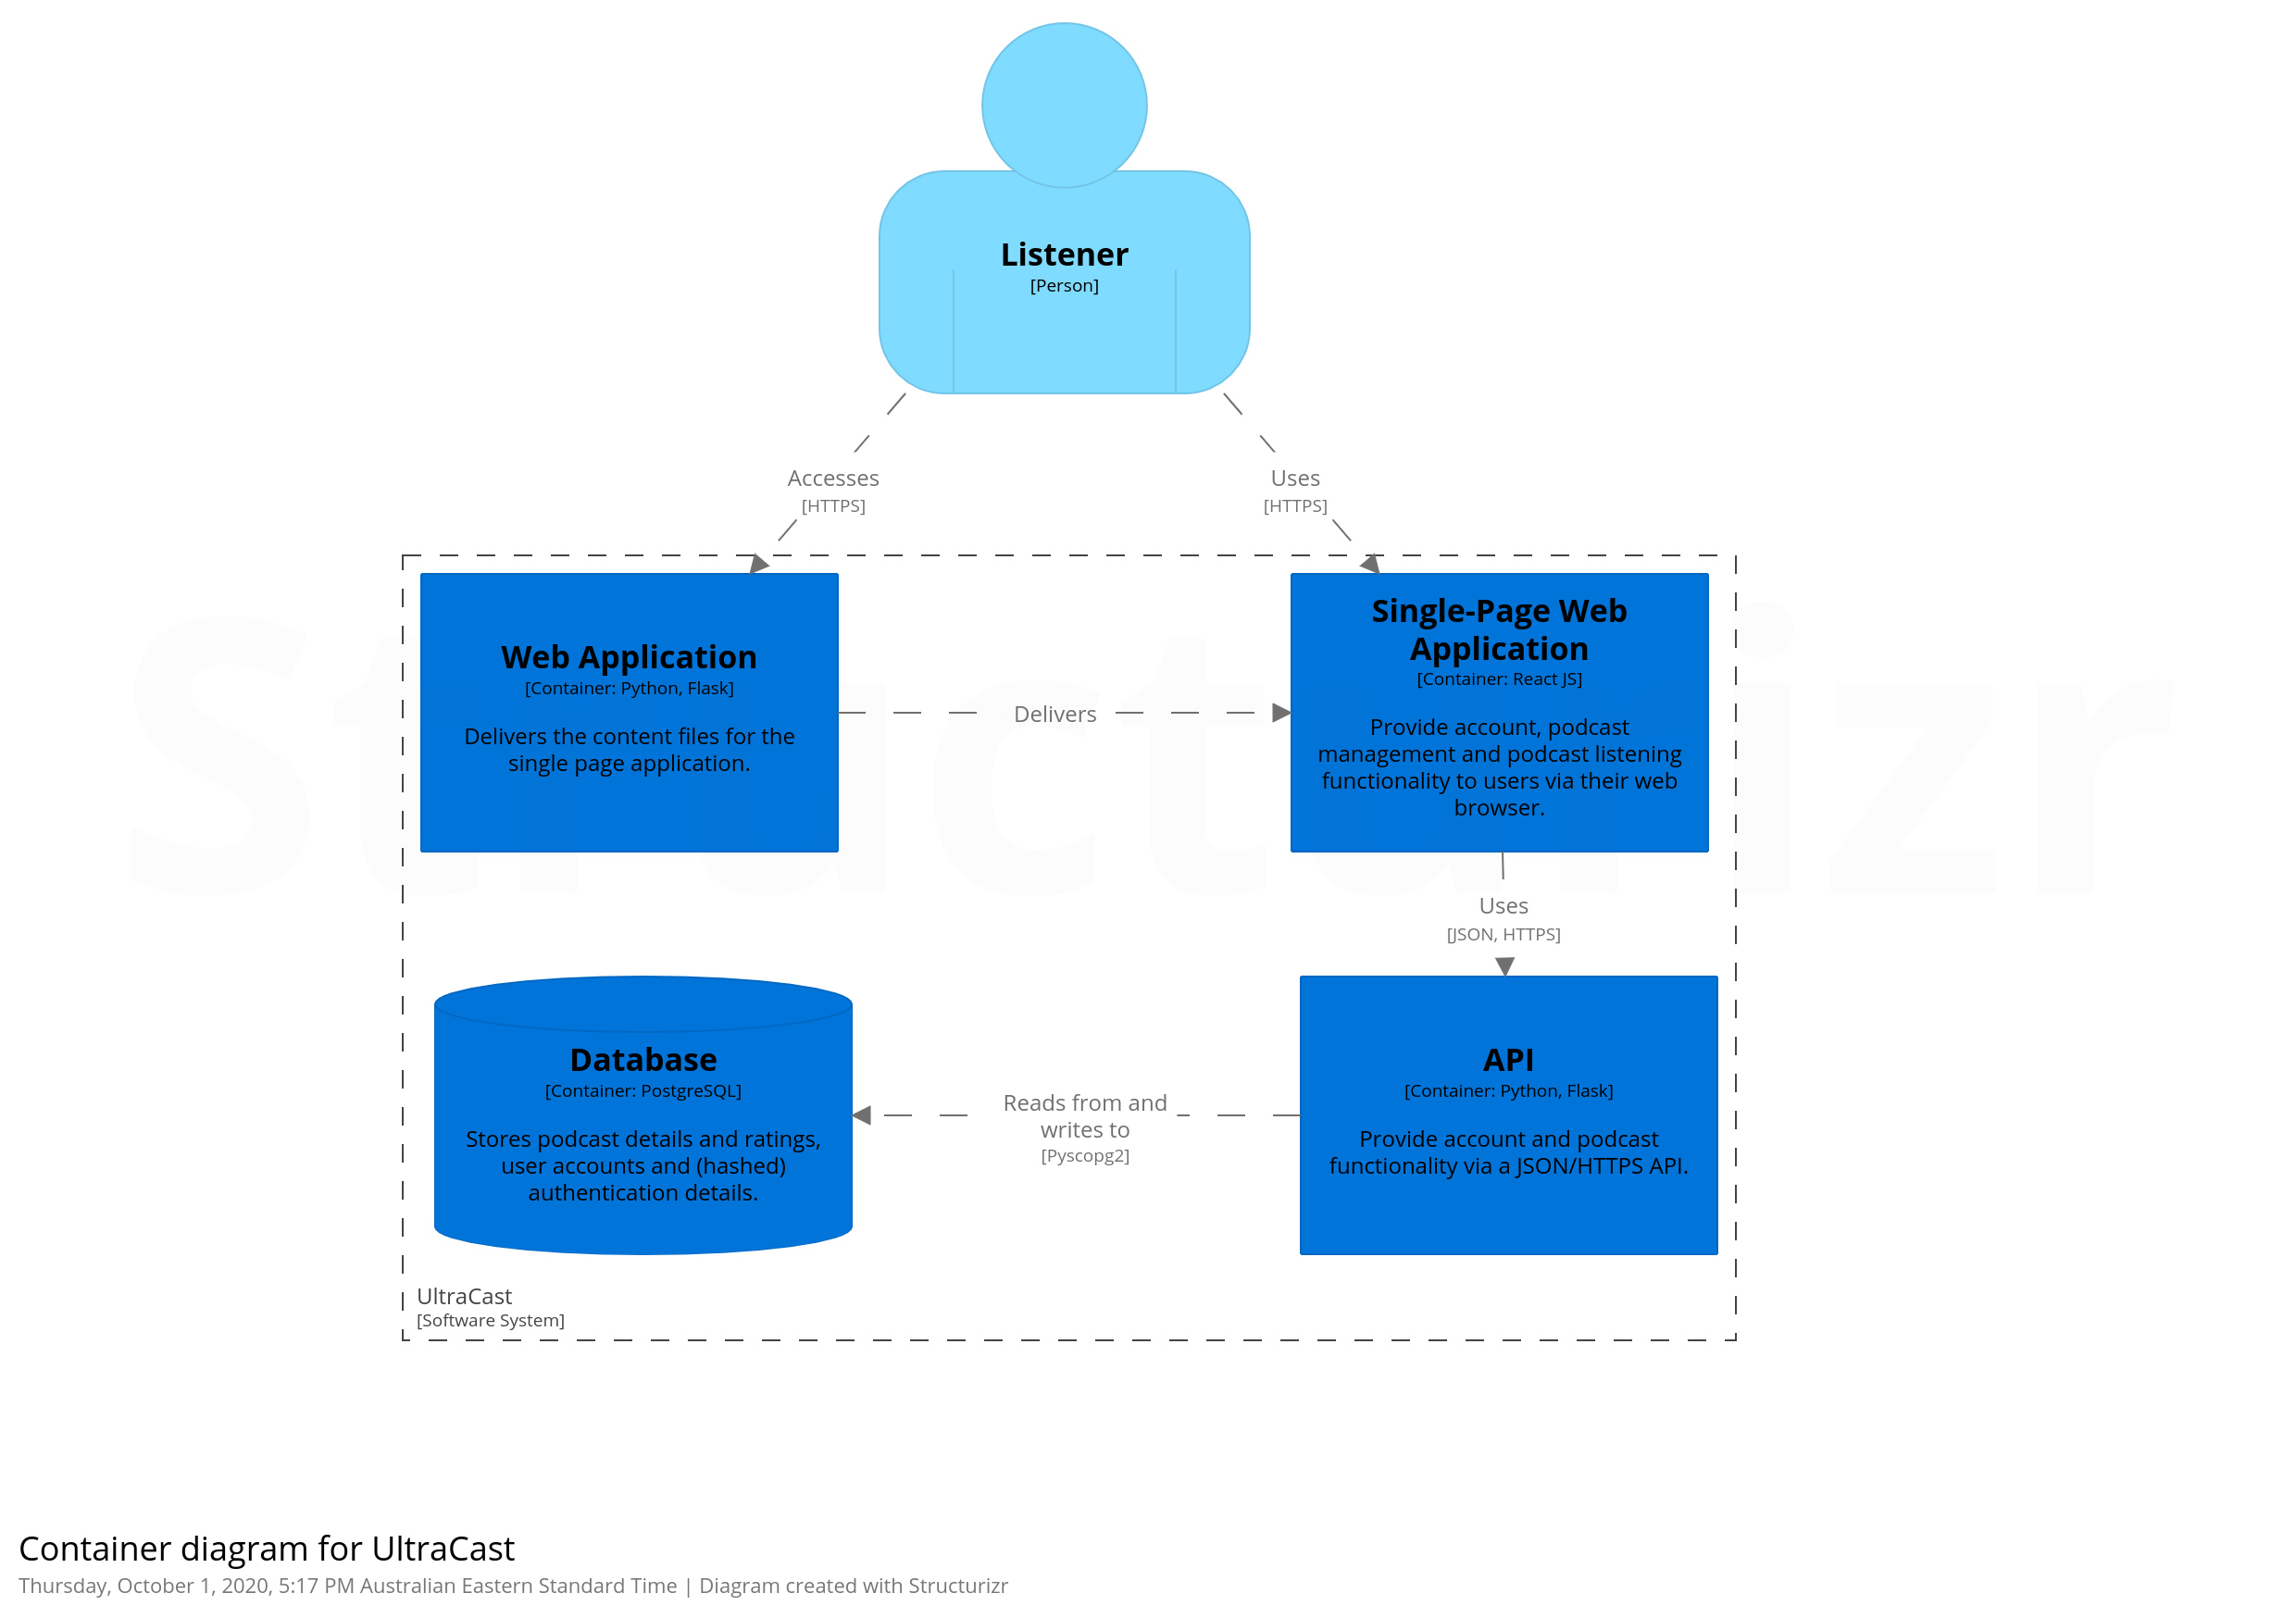 Listener
[Person]
Accesses
[HTTPS]
Uses
[HTTPS]
Web Application
[Container: Python, Flask]
Delivers the content files for the
single page application.
Delivers
Single-Page Web
Application
[Container: React JS]
Provide account, podcast
management and podcast listening
functionality to users via their web
browser.
Uses
[JSON, HTTPS]
Database
[Container: PostgreSQL]
Stores podcast details and ratings,
user accounts and (hashed)
authentication details.
Reads from and
writes to
[Pyscopg2]
API
[Container: Python, Flask]
Provide account and podcast
functionality via a JSON/HTTPS API.
UltraCast
[Software System]
Structurizr
Container diagram for UltraCast
Thursday, October 1, 2020, 5:17 PM Australian Eastern Standard Time | Diagram created with Structurizr